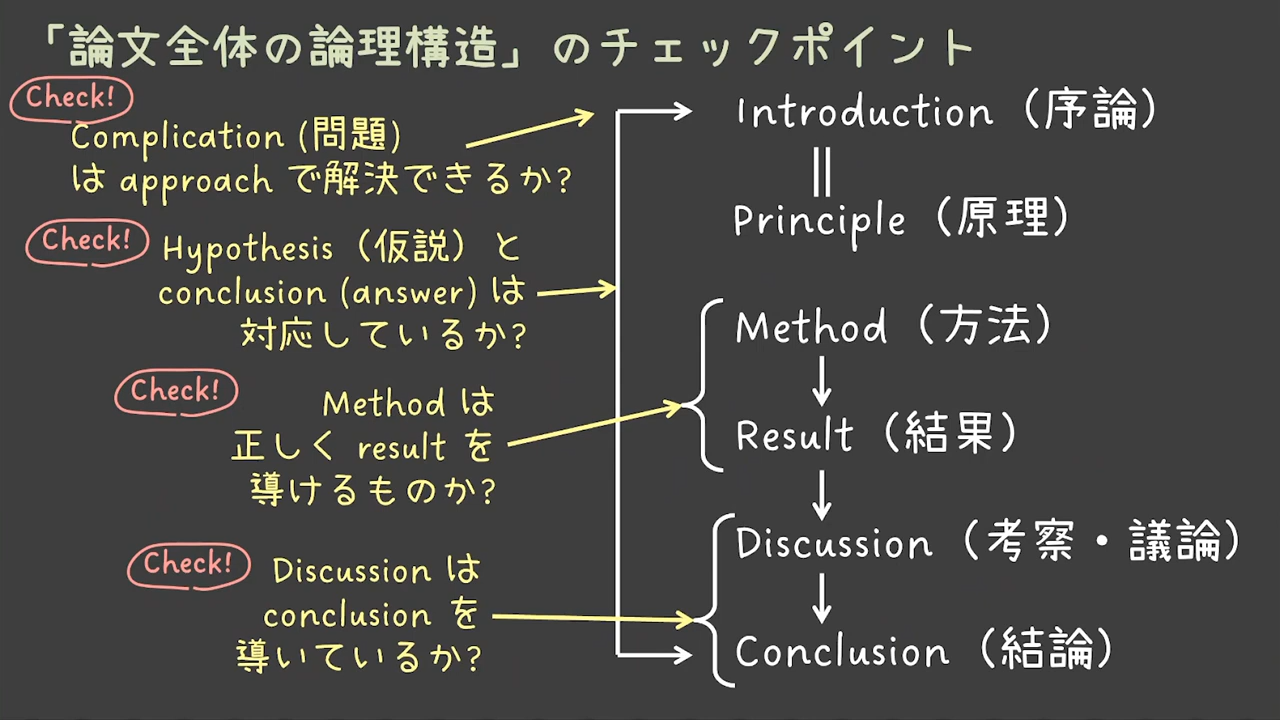 「論文全体の論理構造」のチェックポイント
Check!
Complication (問題)
は approach で解決できるか?
Check!
Hypothesis（仮説）と
conclusion (answer) は
対応しているか?
Check!
Method は
正しく result を
導けるものか?
Check!
Discussion は
conclusion を
導いているか?
Introduction（序論）
Principle（原理）
Method（方法）
Result（結果）
Discussion（考察・議論）
Conclusion（結論）